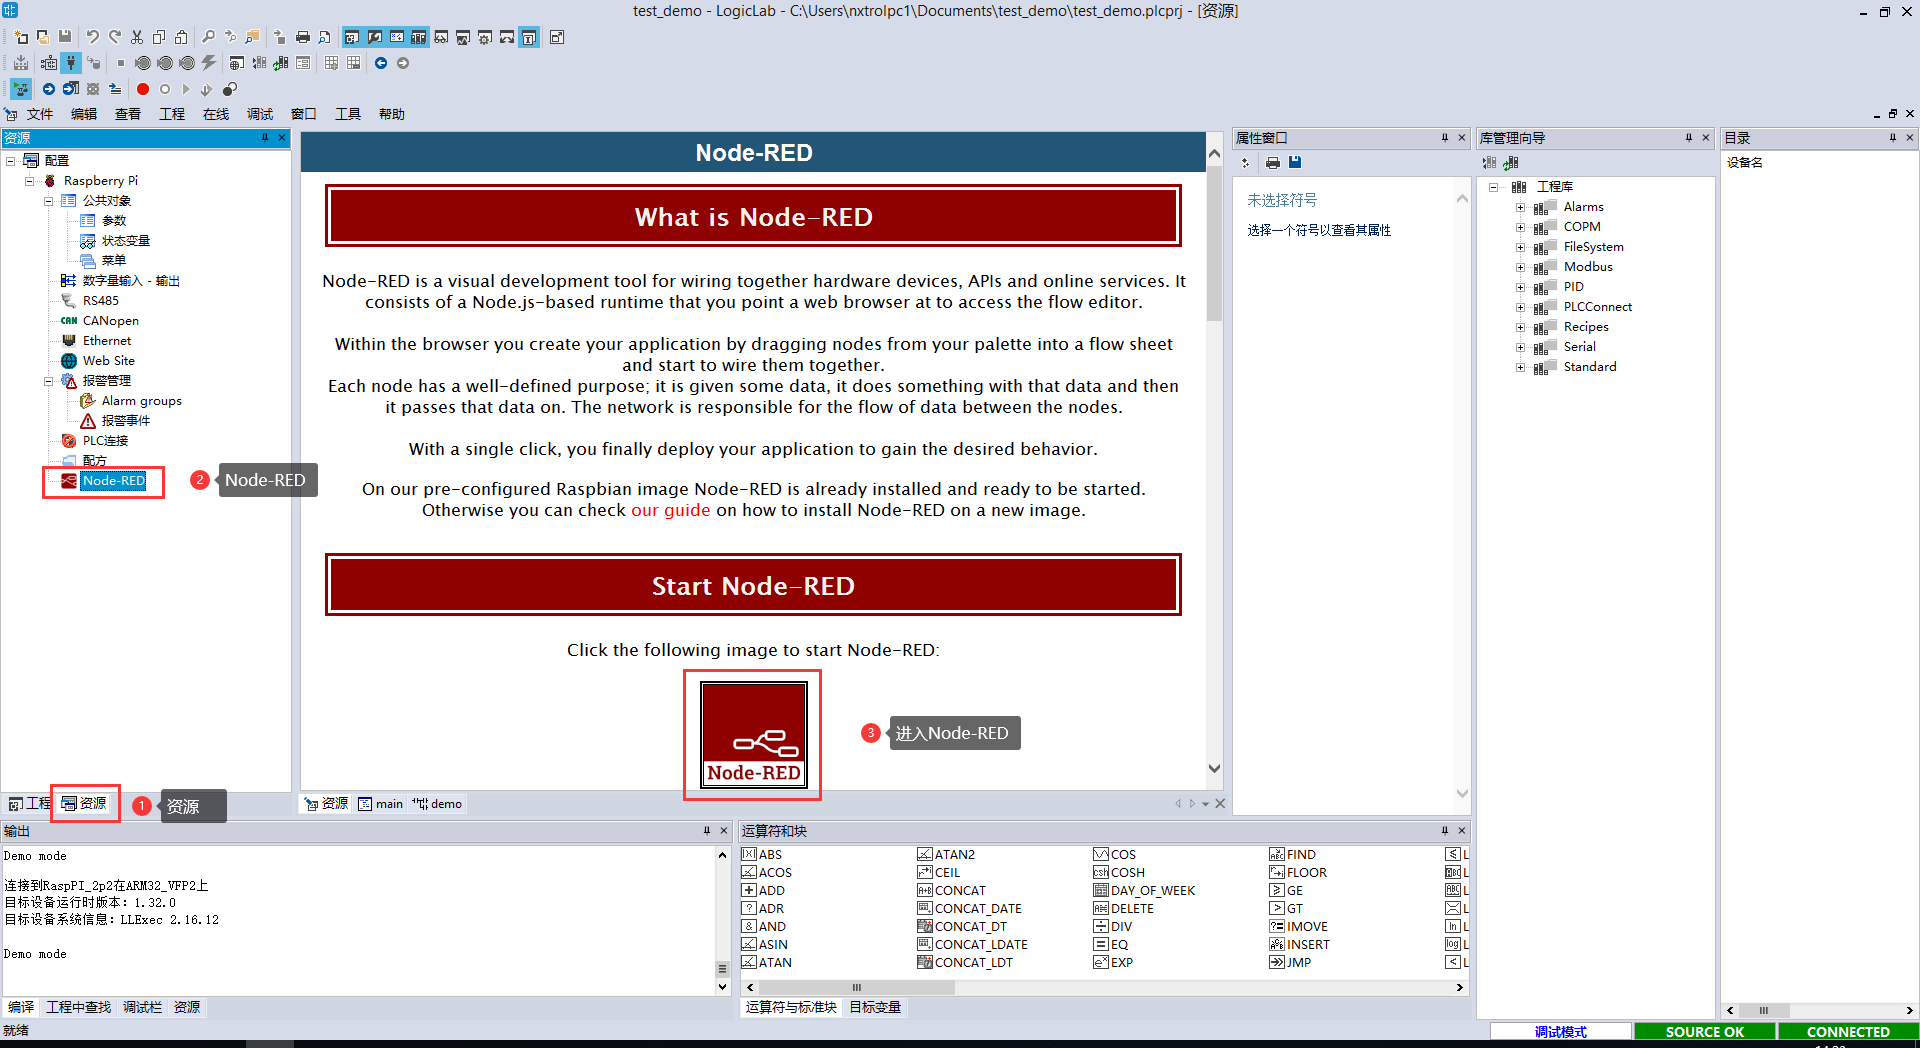 test_demo - LogicLab - C:\Users\nxtrolpc1\Documents\test_demo\test_demo.plcprj - [资源]
文件 编辑 查看 工程 在线 调试 窗口 工具 帮助
资源
配置
Raspberry Pi
公共对象
参数
状态变量
菜单
数字量输入 - 输出
RS485
CAN CANopen
Ethernet
Web Site
报警管理
Alarm groups
报警事件
PLC连接
配方
Node-RED
2 Node-RED
工程 资源
1 资源
Node-RED
What is Node-RED
Node-RED is a visual development tool for wiring together hardware devices, APIs and online services. It
consists of a Node.js-based runtime that you point a web browser at to access the flow editor.
Within the browser you create your application by dragging nodes from your palette into a flow sheet
and start to wire them together.
Each node has a well-defined purpose; it is given some data, it does something with that data and then
it passes that data on. The network is responsible for the flow of data between the nodes.
With a single click, you finally deploy your application to gain the desired behavior.
On our pre-configured Raspbian image Node-RED is already installed and ready to be started.
Otherwise you can check our guide on how to install Node-RED on a new image.
Start Node-RED
Click the following image to start Node-RED:
Node-RED
3 进入Node-RED
资源 main demo
属性窗口
未选择符号
选择一个符号以查看其属性
库管理向导
工程库
Alarms
COPM
FileSystem
Modbus
PID
PLCConnect
Recipes
Serial
Standard
目录
设备名
输出
Demo mode
连接到RaspPI_2p2在ARM32_VFP2上
目标设备运行时版本: 1.32.0
目标设备系统信息: LLExec 2.16.12
Demo mode
编译 工程中查找 调试栏 资源
运算符和块
ABS ATAN2 COS FIND L
ACOS CEIL COSH FLOOR L
ADD CONCAT DAY_OF_WEEK GE L
ADR CONCAT_DATE DELETE GT L
AND CONCAT_DT DIV IMOVE L
ASIN CONCAT_LDATE EQ INSERT L
ATAN CONCAT_LDT EXP JMP L
运算符与标准块 目标变量
就绪
调试模式 SOURCE OK CONNECTED